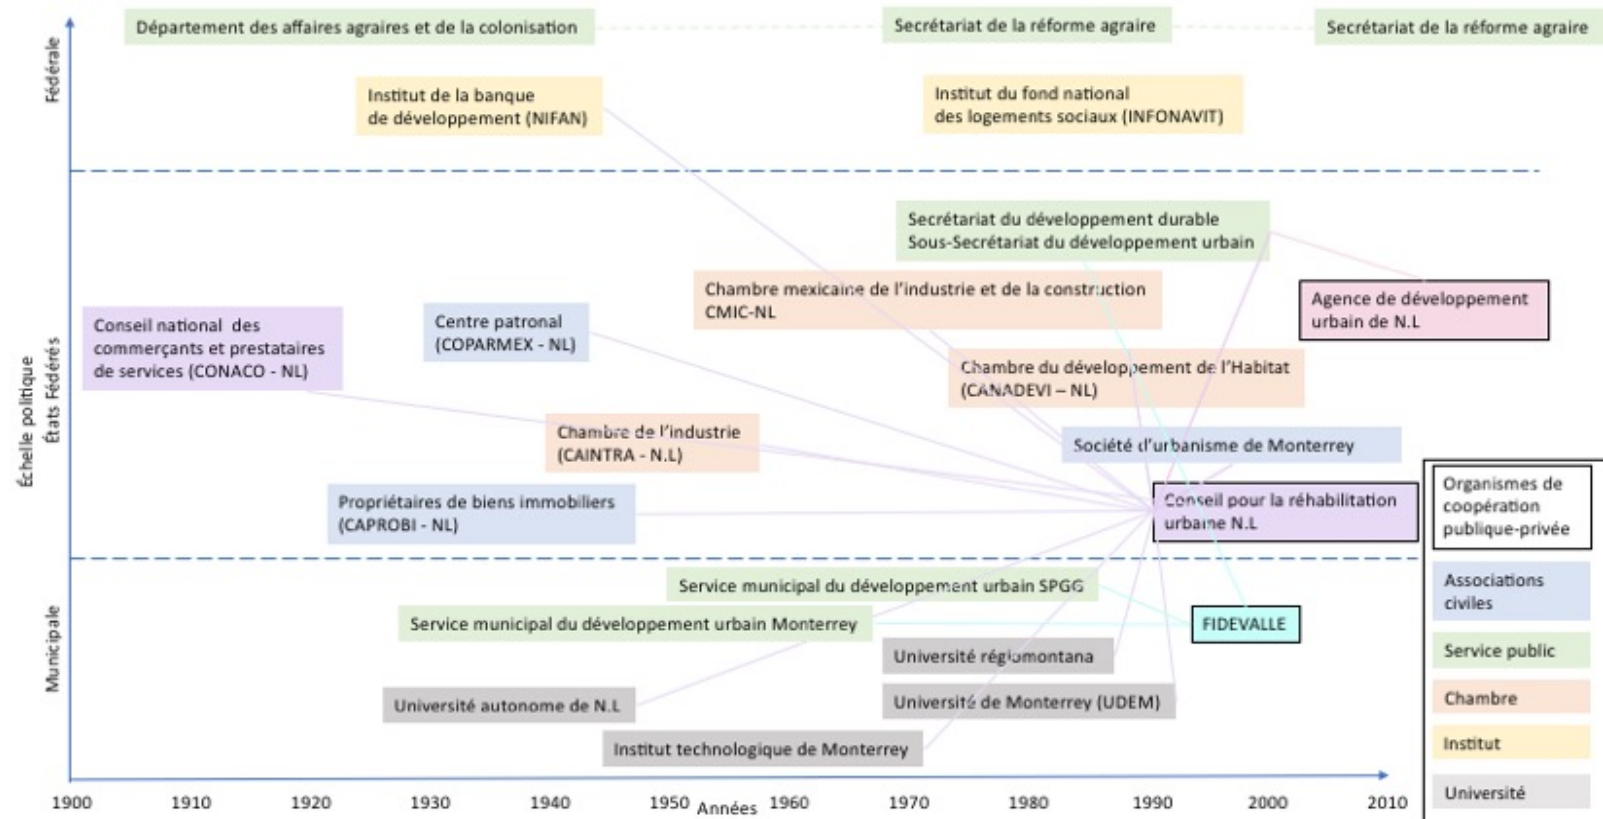 Échelle politique
Fédérale
États Fédérés
Municipale
Département des affaires agraires et de la colonisation
Secrétariat de la réforme agraire
Secrétariat de la réforme agraire
Institut de la banque
de développement (NIFAN)
Institut du fond national
des logements sociaux (INFONAVIT)
Secrétariat du développement durable
Sous-Secrétariat du développement urbain
Chambre mexicaine de l'industrie et de la construction
CMIC-NL
Agence de développement
urbain de N.L
Conseil national des
commerçants et prestataires
de services (CONACO - NL)
Centre patronal
(COPARMEX - NL)
Chambre du développement de l'Habitat
(CANADEVI – NL)
Chambre de l'industrie
(CAINTRA - N.L)
Société d'urbanisme de Monterrey
Propriétaires de biens immobiliers
(CAPROBI - NL)
Conseil pour la réhabilitation
urbaine N.L
Service municipal du développement urbain SPGG
Service municipal du développement urbain Monterrey
FIDEVALLE
Université régiomontana
Université autonome de N.L
Université de Monterrey (UDEM)
Institut technologique de Monterrey
1900 1910 1920 1930 1940 1950 1960 1970 1980 1990 2000 2010
Années
Organismes de
coopération
publique-privée
Associations
civiles
Service public
Chambre
Institut
Université